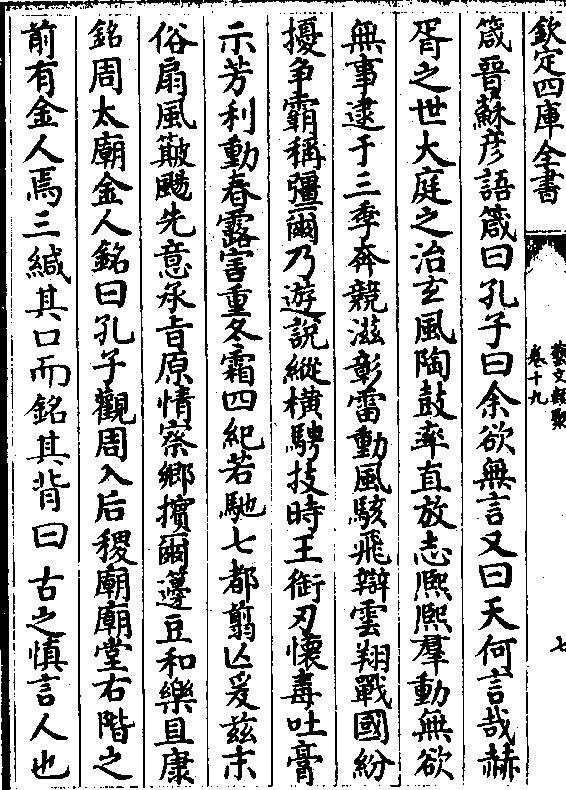 欽定四庫全書
藝文類聚
卷十九
七
箴晉蘇彦語箴曰孔子曰余欲無言又曰天何言哉赫
胥之世大庭之治玄風陶鼓率直放志熈熈羣動無欲
無事逮于三季奔競滋彰雷動風駭飛辯雲翔戰國紛
擾争霸稱彊爾乃遊說縱横騁技時王銜刃懷毒吐膏
示芳利動春露害重冬霜四紀若馳七都翦亾爰兹末
俗扇風𥳽颺先意承㫖原情察鄉擯爾籩豆和樂且康
銘周太廟金人銘曰孔子觀周入后稷廟廟堂右階之
前有金人焉三緘其口而銘其背曰古之慎言人也